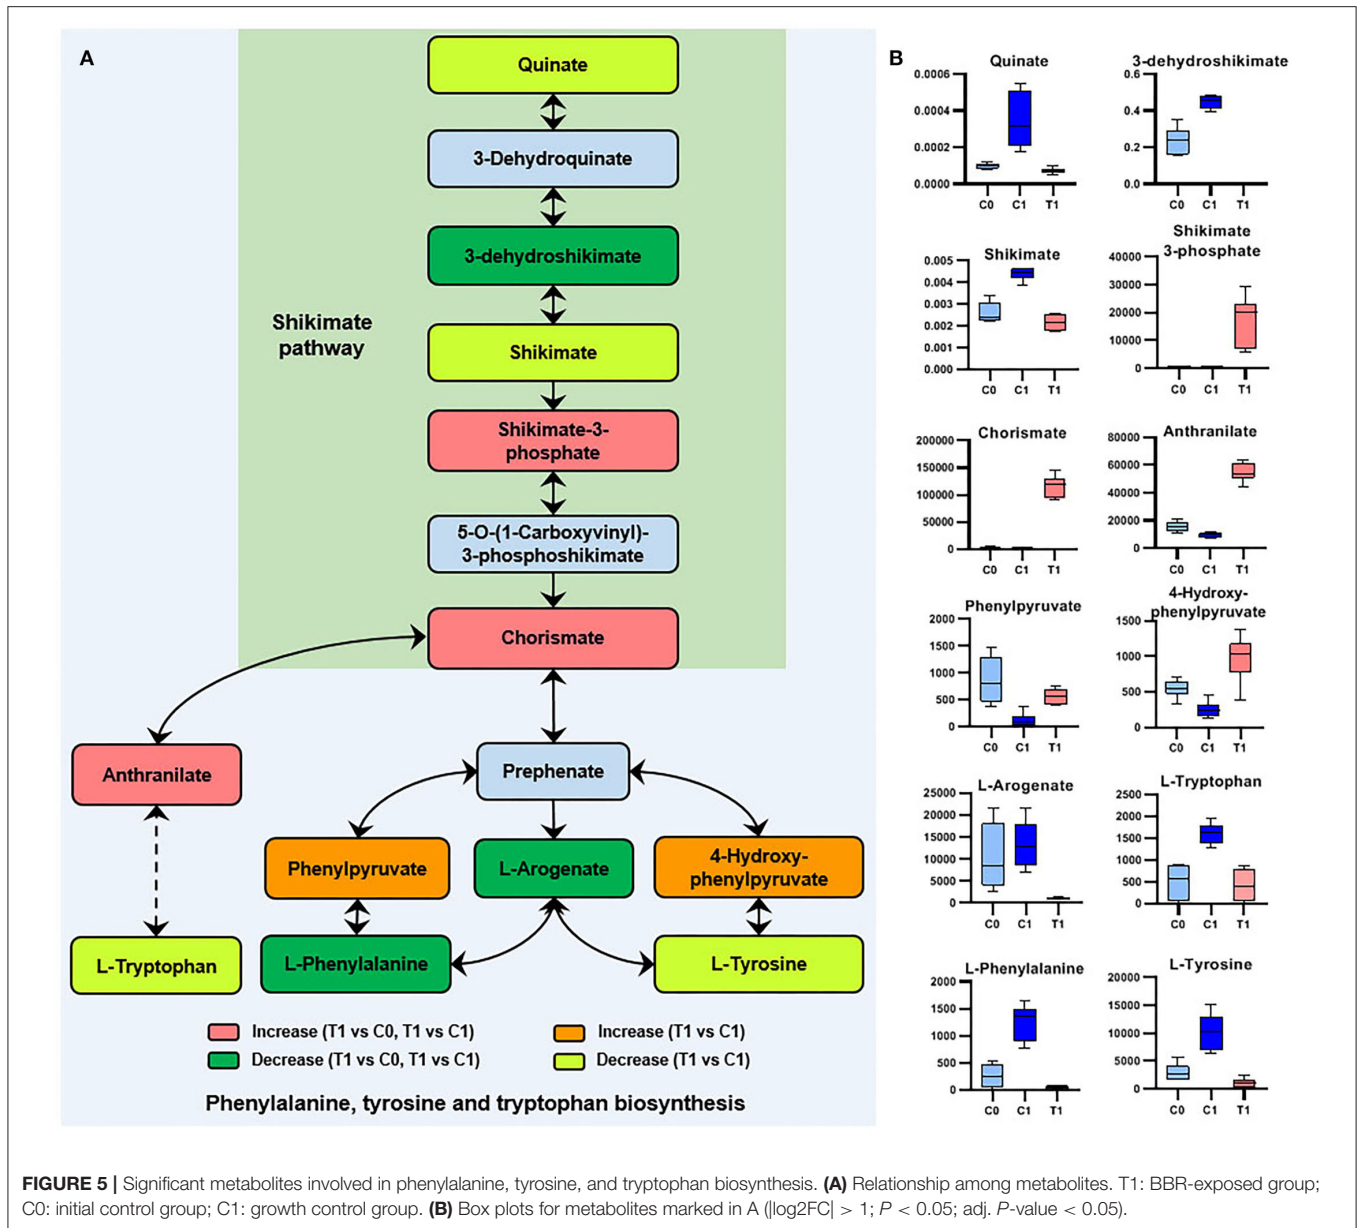 A
Quinate
3-Dehydroquinate
3-dehydroshikimate
Shikimate
pathway
Shikimate
Shikimate-3-
phosphate
5-O-(1-Carboxyvinyl)-
3-phosphoshikimate
Chorismate
Anthranilate
Prephenate
Phenylpyruvate
L-Arogenate
4-Hydroxy-
phenylpyruvate
L-Tryptophan
L-Phenylalanine
L-Tyrosine
Increase (T1 vs C0, T1 vs C1)
Increase (T1 vs C1)
Decrease (T1 vs C0, T1 vs C1)
Decrease (T1 vs C1)
Phenylalanine, tyrosine and tryptophan biosynthesis
B
Quinate
0.0006
0.0004
0.0002
0.0000
C0 C1 T1
3-dehydroshikimate
0.6
0.4
0.2
0.0
C0 C1 T1
Shikimate
0.005
0.004
0.003
0.002
0.001
0.000
C0 C1 T1
Shikimate
3-phosphate
40000
30000
20000
10000
0
C0 C1 T1
Chorismate
200000
150000
100000
50000
0
C0 C1 T1
Anthranilate
80000
60000
40000
20000
0
C0 C1 T1
Phenylpyruvate
2000
1500
1000
500
0
C0 C1 T1
4-Hydroxy-
phenylpyruvate
1500
1000
500
0
C0 C1 T1
L-Arogenate
25000
20000
15000
10000
5000
0
C0 C1 T1
L-Tryptophan
2500
2000
1500
1000
500
0
C0 C1 T1
L-Phenylalanine
2000
1500
1000
500
0
C0 C1 T1
L-Tyrosine
20000
15000
10000
5000
0
C0 C1 T1
FIGURE 5 | Significant metabolites involved in phenylalanine, tyrosine, and tryptophan biosynthesis. (A) Relationship among metabolites. T1: BBR-exposed group;
C0: initial control group; C1: growth control group. (B) Box plots for metabolites marked in A (|log2FC| > 1; P < 0.05; adj. P-value < 0.05).